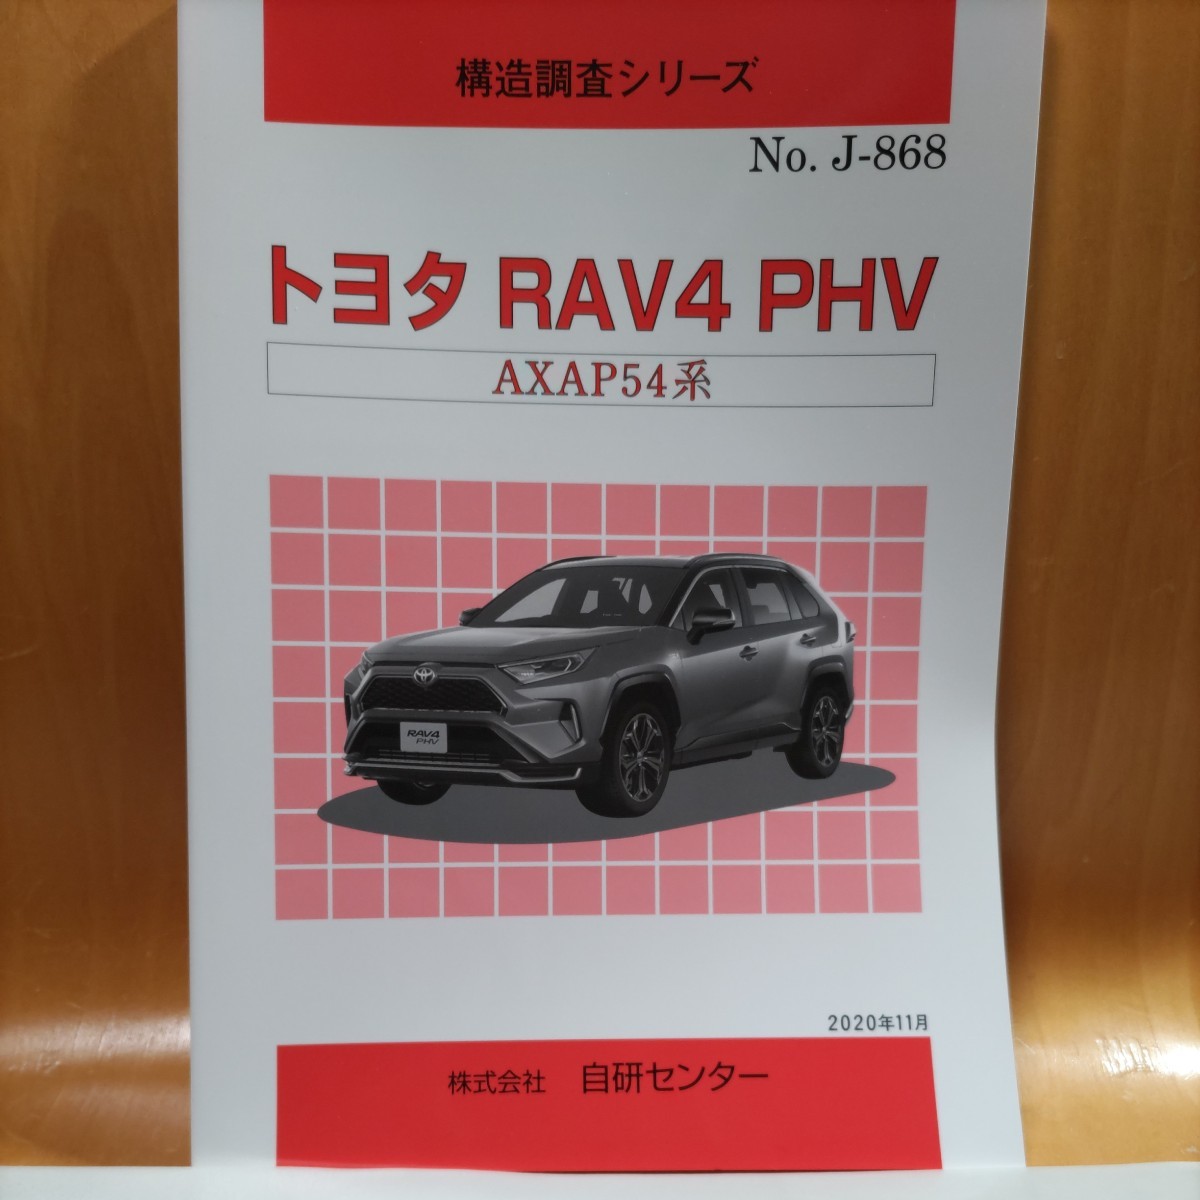 構造調査シリーズ
No. J-868
トヨタ RAV4 PHV
AXAP54系
RAV4
PHV
2020年11月
株式会社 自研センター